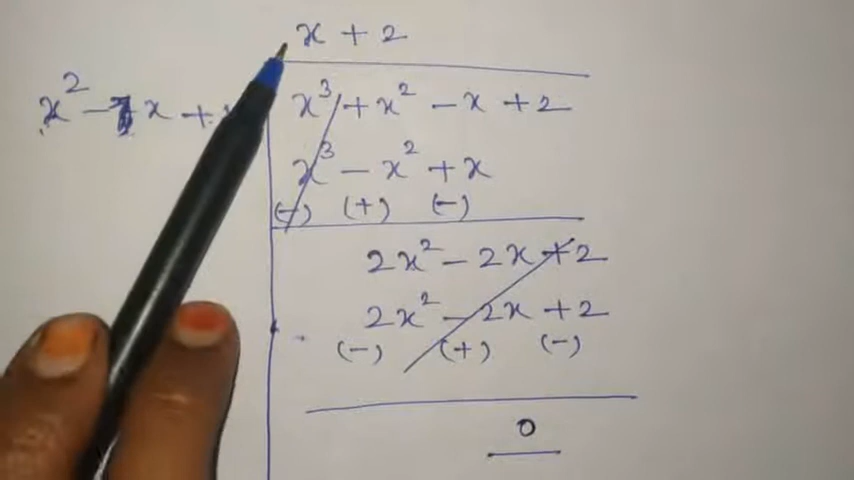 x + 2
x² - x +
x³ + x² - x + 2
x³ - x² + x
(-) (+) (-)
2x² - 2x + 2
2x² - 2x + 2
(-) (+) (-)
0